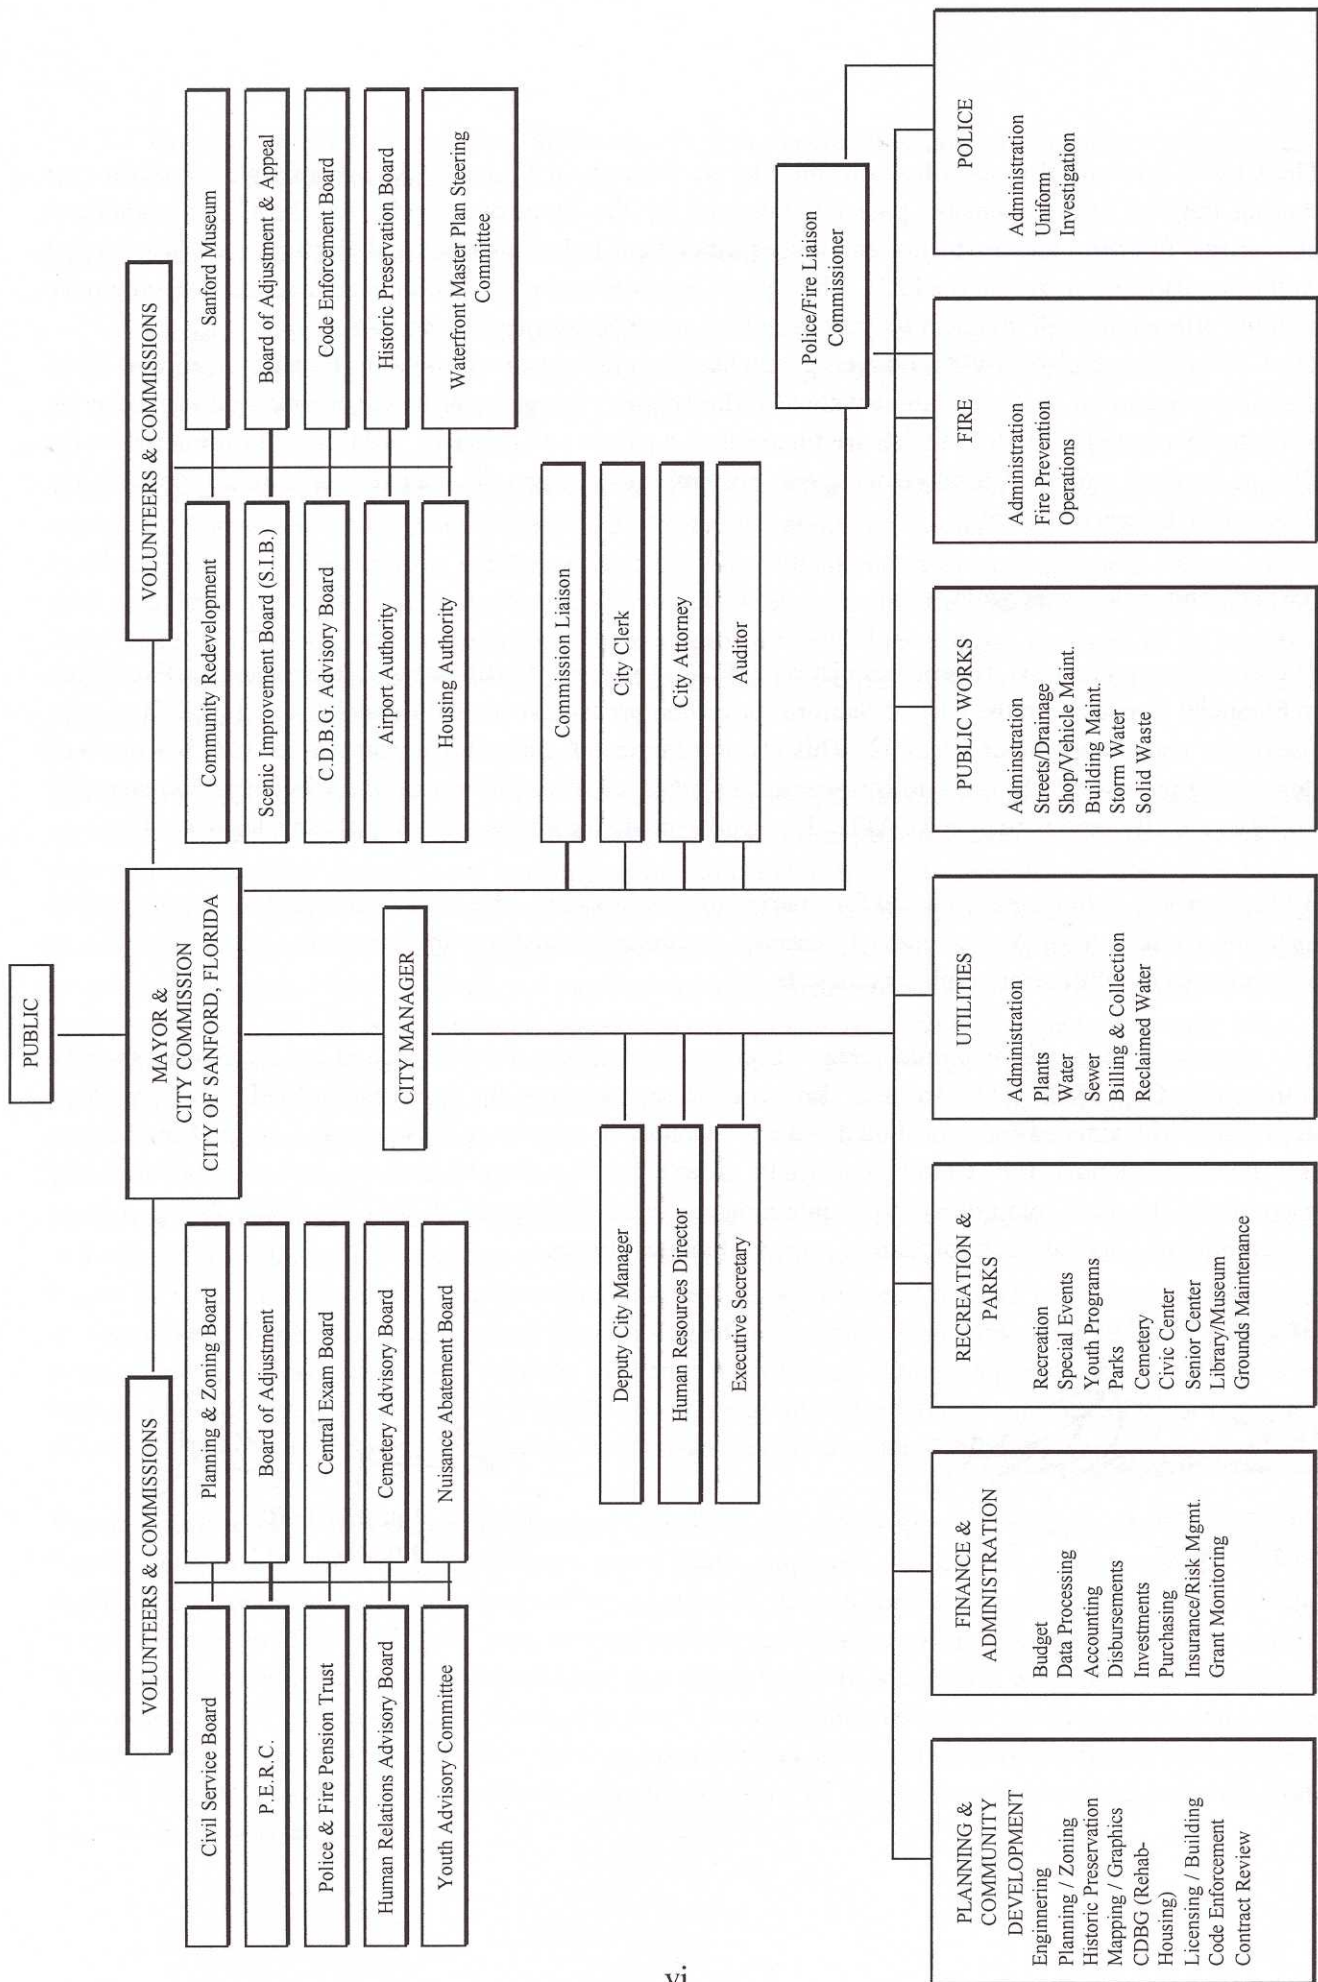 PUBLIC
MAYOR &
CITY COMMISSION
CITY OF SANFORD, FLORIDA
VOLUNTEERS & COMMISSIONS
Civil Service Board
Planning & Zoning Board
P.E.R.C.
Board of Adjustment
Police & Fire Pension Trust
Central Exam Board
Human Relations Advisory Board
Cemetery Advisory Board
Youth Advisory Committee
Nuisance Abatement Board
VOLUNTEERS & COMMISSIONS
Community Redevelopment
Sanford Museum
Scenic Improvement Board (S.I.B.)
Board of Adjustment & Appeal
C.D.B.G. Advisory Board
Code Enforcement Board
Airport Authority
Historic Preservation Board
Housing Authority
Waterfront Master Plan Steering
Committee
CITY MANAGER
Commission Liaison
City Clerk
City Attorney
Auditor
Deputy City Manager
Human Resources Director
Executive Secretary
Police/Fire Liaison
Commissioner
PLANNING &
COMMUNITY
DEVELOPMENT
Enginnering
Planning / Zoning
Historic Preservation
Mapping / Graphics
CDBG (Rehab-
Housing)
Licensing / Building
Code Enforcement
Contract Review
FINANCE &
ADMINISTRATION
Budget
Data Processing
Accounting
Disbursements
Investments
Purchasing
Insurance/Risk Mgmt.
Grant Monitoring
RECREATION &
PARKS
Recreation
Special Events
Youth Programs
Parks
Cemetery
Civic Center
Senior Center
Library/Museum
Grounds Maintenance
UTILITIES
Administration
Plants
Water
Sewer
Billing & Collection
Reclaimed Water
PUBLIC WORKS
Adminstration
Streets/Drainage
Shop/Vehicle Maint.
Building Maint.
Storm Water
Solid Waste
FIRE
Administration
Fire Prevention
Operations
POLICE
Administration
Uniform
Investigation
vi